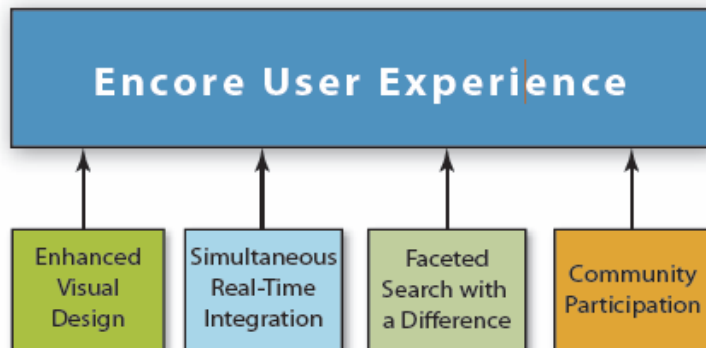 Encore User Experience
Enhanced
Visual
Design
Simultaneous
Real-Time
Integration
Faceted
Search with
a Difference
Community
Participation